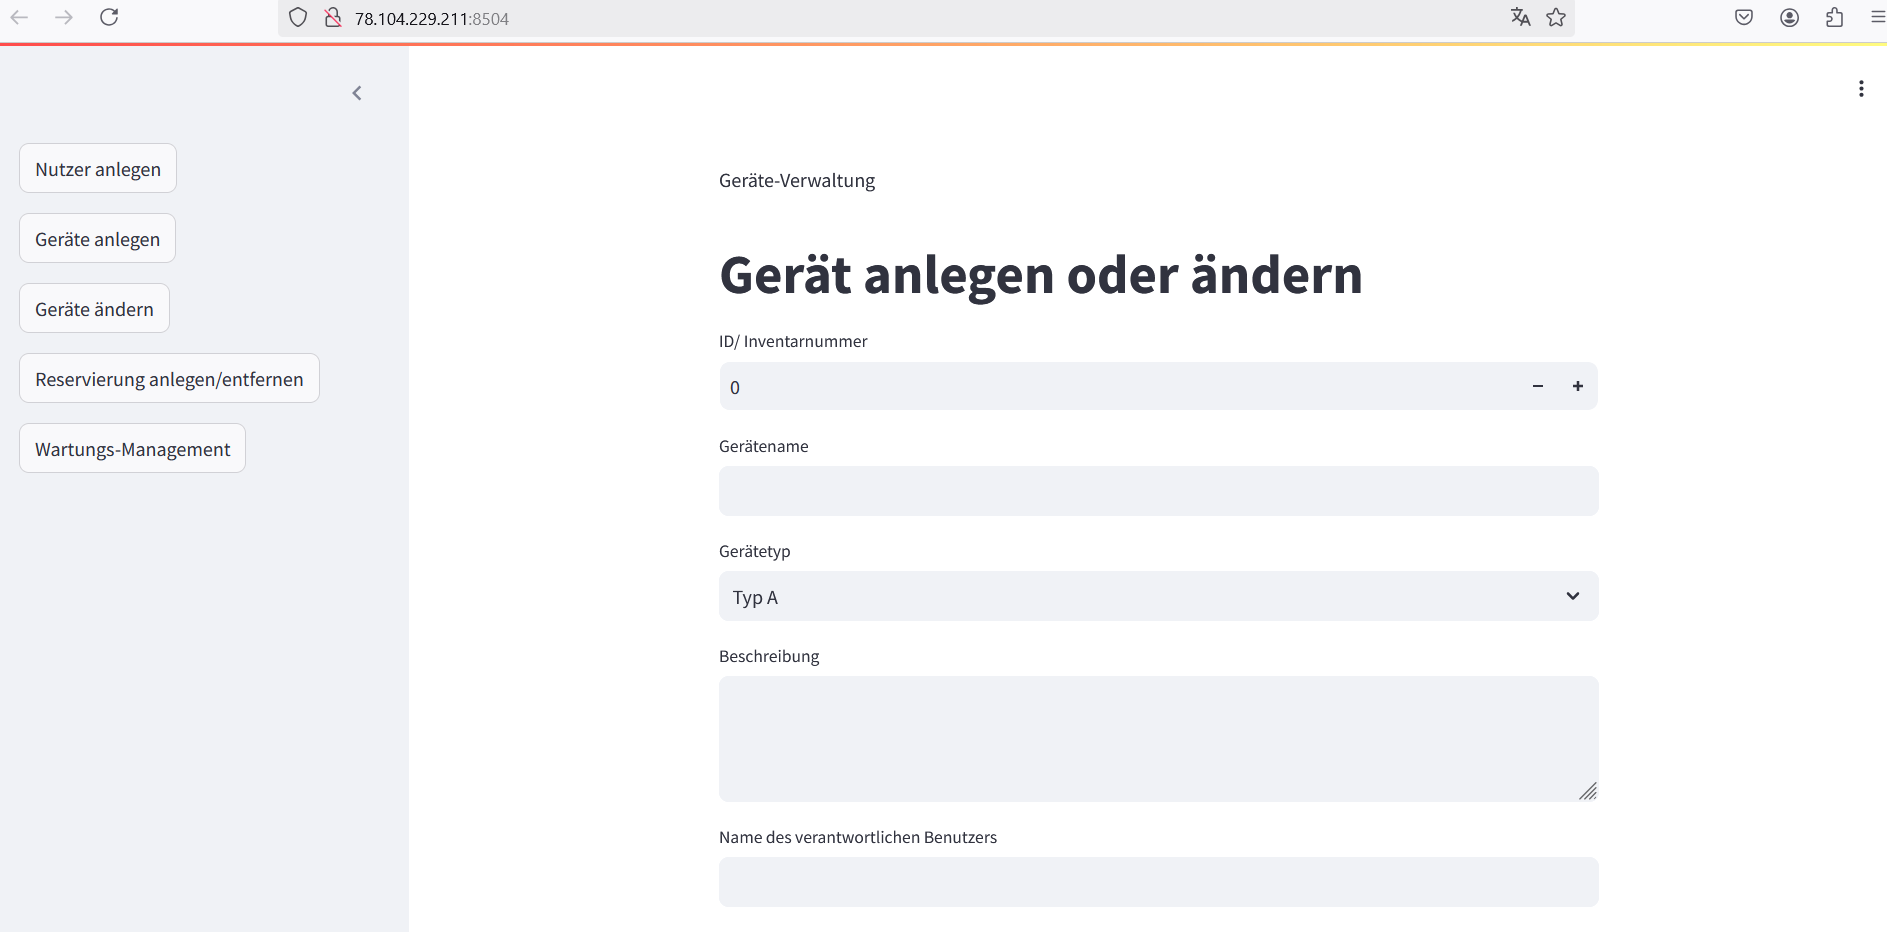 78.104.229.211:8504
Nutzer anlegen
Geräte anlegen
Geräte ändern
Reservierung anlegen/entfernen
Wartungs-Management
Geräte-Verwaltung
Gerät anlegen oder ändern
ID/ Inventarnummer
0
Gerätename
Gerätetyp
Typ A
Beschreibung
Name des verantwortlichen Benutzers